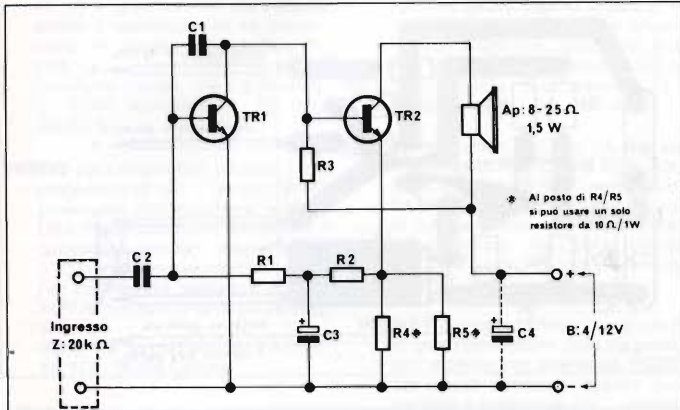 C1
TR1
TR2
Ap: 8-25 Ω
1,5 W
R3
* Al posto di R4/R5
si può usare un solo
resistore da 10 Ω/1W
C2
R1
R2
+
Ingresso
Z: 20k Ω
+
C3
R4*
R5*
+
C4
B: 4/12V
-